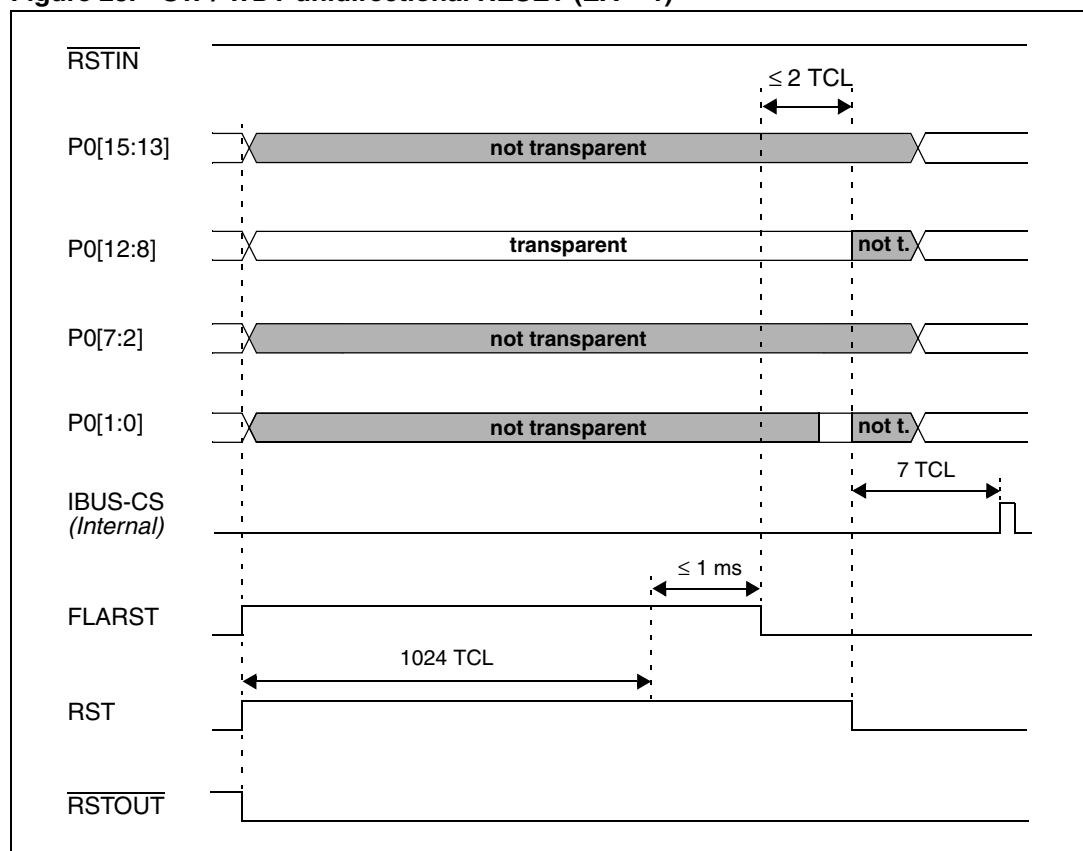 RSTIN
≤ 2 TCL
P0[15:13]
not transparent
P0[12:8]
transparent
not t.
P0[7:2]
not transparent
P0[1:0]
not transparent
not t.
7 TCL
IBUS-CS
(Internal)
≤ 1 ms
FLARST
1024 TCL
RST
RSTOUT